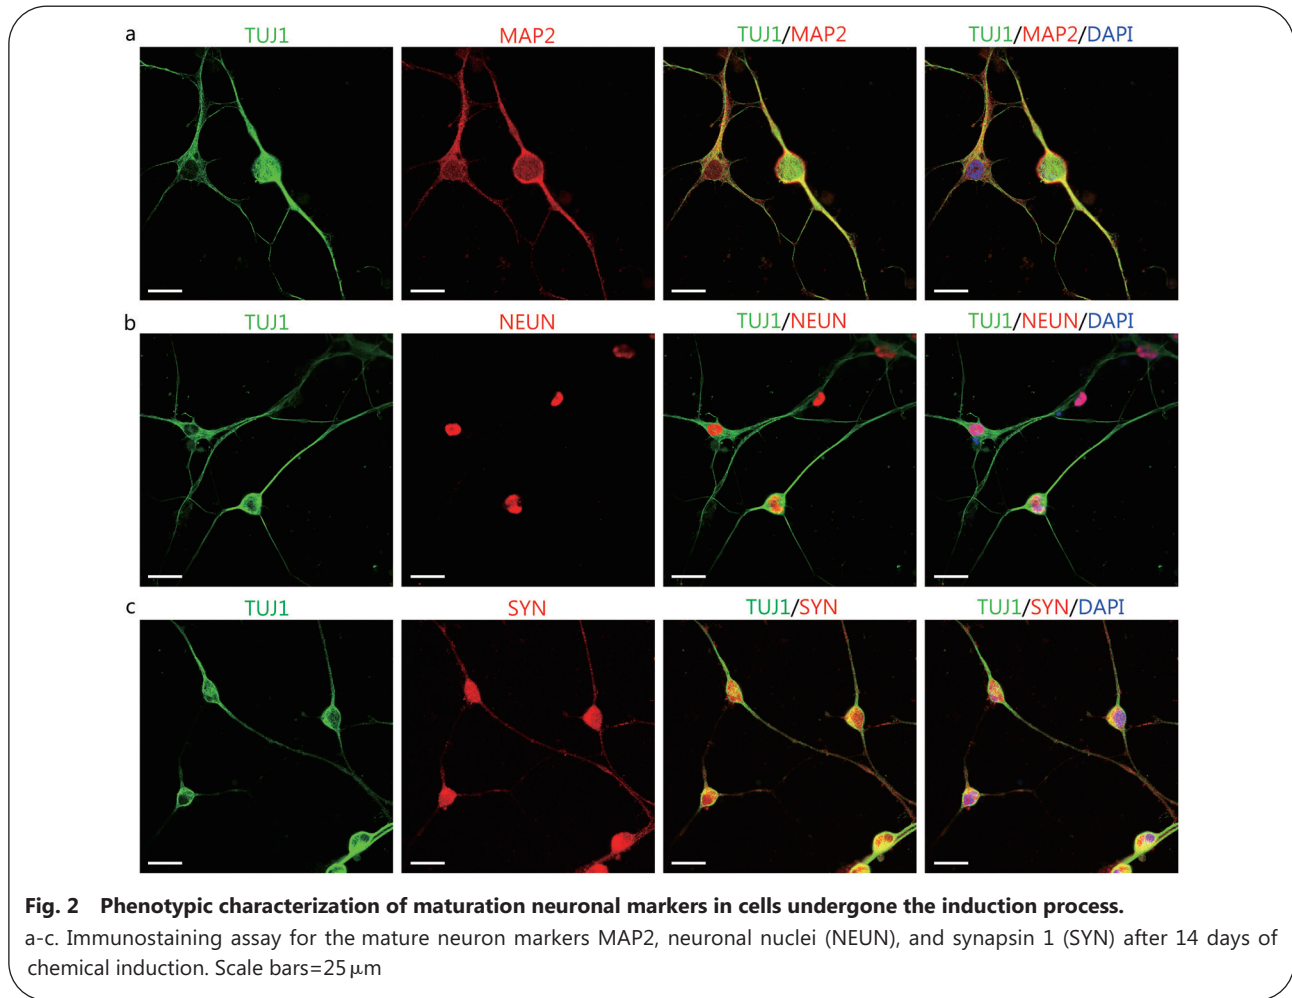 a TUJ1 MAP2 TUJ1/MAP2 TUJ1/MAP2/DAPI
b TUJ1 NEUN TUJ1/NEUN TUJ1/NEUN/DAPI
c TUJ1 SYN TUJ1/SYN TUJ1/SYN/DAPI
Fig. 2 Phenotypic characterization of maturation neuronal markers in cells undergone the induction process.
a-c. Immunostaining assay for the mature neuron markers MAP2, neuronal nuclei (NEUN), and synapsin 1 (SYN) after 14 days of
chemical induction. Scale bars=25 μm